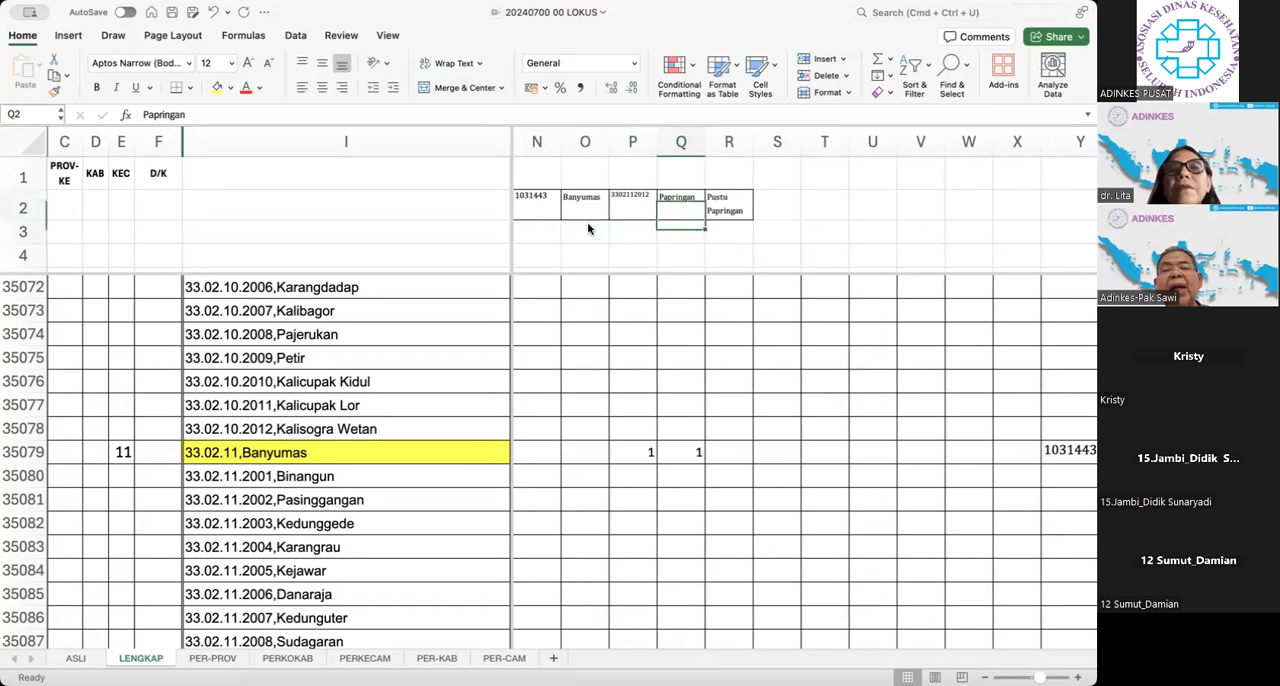 AutoSave
20240700 00 LOKUS
Search (Cmd + Ctrl + U)
Home Insert Draw Page Layout Formulas Data Review View
Comments Share
Paste
Aptos Narrow (Bod... 12
B I U
Wrap Text
Merge & Center
General
Conditional Formatting
Format as Table
Cell Styles
Insert
Delete
Format
Sort & Filter
Find & Select
Add-ins
Analyze Data
Q2 fx Papringan
C D E F I N O P Q R S T U V W X Y
1 PROV-KE KAB KEC D/K
2 1031443 Banyumas 3302112012 Papringan Pustu Papringan
3
4
35072 33.02.10.2006,Karangdadap
35073 33.02.10.2007,Kalibagor
35074 33.02.10.2008,Pajerukan
35075 33.02.10.2009,Petir
35076 33.02.10.2010,Kalicupak Kidul
35077 33.02.10.2011,Kalicupak Lor
35078 33.02.10.2012,Kalisogra Wetan
35079 11 33.02.11,Banyumas 1 1 1031443
35080 33.02.11.2001,Binangun
35081 33.02.11.2002,Pasinggangan
35082 33.02.11.2003,Kedunggede
35083 33.02.11.2004,Karangrau
35084 33.02.11.2005,Kejawar
35085 33.02.11.2006,Danaraja
35086 33.02.11.2007,Kedunguter
35087 33.02.11.2008,Sudagaran
ASLI LENGKAP PER-PROV PERKOKAB PERKECAM PER-KAB PER-CAM +
Ready
ASOSIASI DINAS KESEHATAN
SELURUH INDONESIA
ADINKES PUSAT
ADINKES
dr. Lita
ADINKES
Adinkes-Pak Sawi
Kristy
Kristy
15.Jambi_Didik S...
15.Jambi_Didik Sunaryadi
12 Sumut_Damian
12 Sumut_Damian